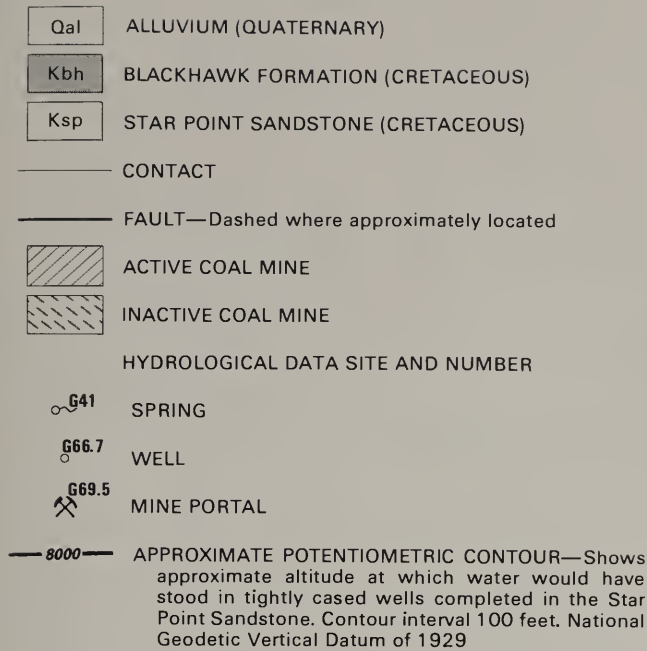 Qal ALLUVIUM (QUATERNARY)
Kbh BLACKHAWK FORMATION (CRETACEOUS)
Ksp STAR POINT SANDSTONE (CRETACEOUS)
CONTACT
FAULT—Dashed where approximately located
ACTIVE COAL MINE
INACTIVE COAL MINE
HYDROLOGICAL DATA SITE AND NUMBER
G41 SPRING
G66.7 WELL
G69.5 MINE PORTAL
8000 APPROXIMATE POTENTIOMETRIC CONTOUR—Shows
approximate altitude at which water would have
stood in tightly cased wells completed in the Star
Point Sandstone. Contour interval 100 feet. National
Geodetic Vertical Datum of 1929